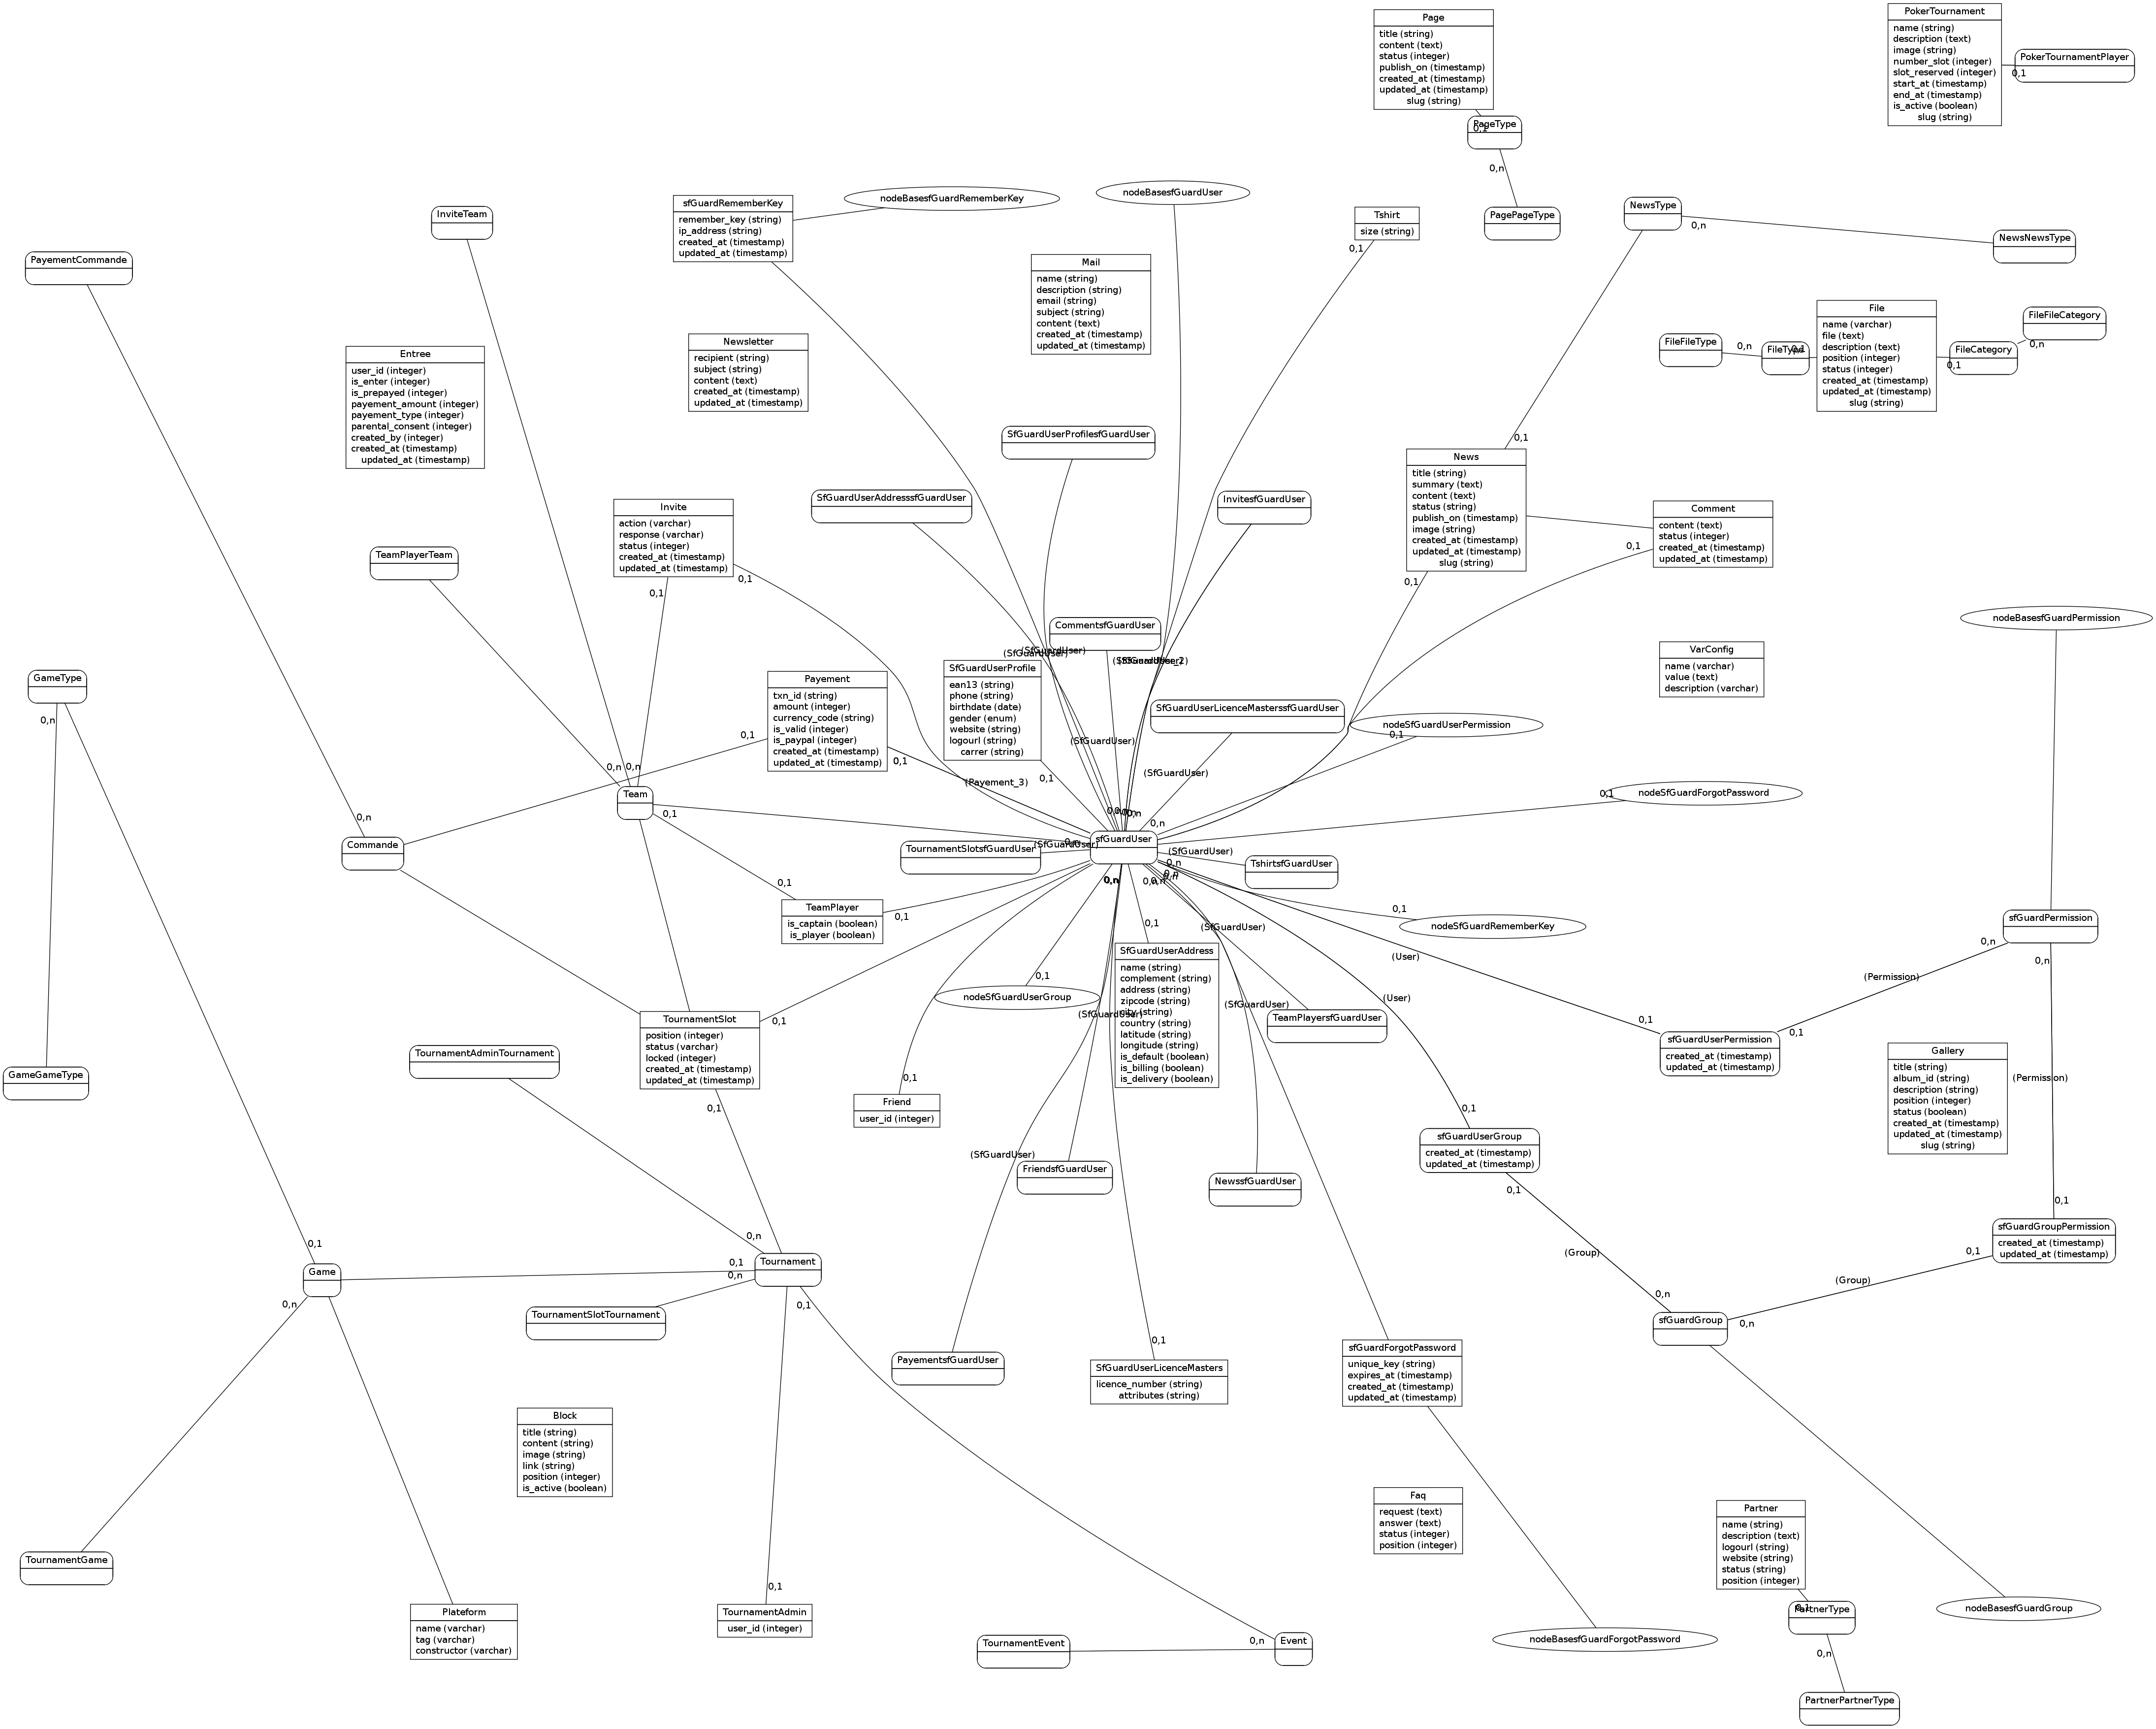 Page
title (string)
content (text)
status (integer)
publish_on (timestamp)
created_at (timestamp)
updated_at (timestamp)
slug (string)
PokerTournament
name (string)
description (text)
image (string)
number_slot (integer)
slot_reserved (integer)
start_at (timestamp)
end_at (timestamp)
is_active (boolean)
slug (string)
0,1
PokerTournamentPlayer
0,1
PageType
0,n
PagePageType
nodeBasesfGuardUser
nodeBasesfGuardRememberKey
sfGuardRememberKey
remember_key (string)
ip_address (string)
created_at (timestamp)
updated_at (timestamp)
InviteTeam
Tshirt
size (string)
0,1
NewsType
0,n
NewsNewsType
PayementCommande
Mail
name (string)
description (string)
email (string)
subject (string)
content (text)
created_at (timestamp)
updated_at (timestamp)
File
name (varchar)
file (text)
description (text)
position (integer)
status (integer)
created_at (timestamp)
updated_at (timestamp)
slug (string)
FileFileType
0,n
FileType
0,1
FileCategory
0,1
0,n
FileFileCategory
Newsletter
recipient (string)
subject (string)
content (text)
created_at (timestamp)
updated_at (timestamp)
Entree
user_id (integer)
is_enter (integer)
is_prepayed (integer)
payement_amount (integer)
payement_type (integer)
parental_consent (integer)
created_by (integer)
created_at (timestamp)
updated_at (timestamp)
SfGuardUserProfilesfGuardUser
0,1
News
title (string)
summary (text)
content (text)
status (string)
publish_on (timestamp)
image (string)
created_at (timestamp)
updated_at (timestamp)
slug (string)
0,1
SfGuardUserAddresssfGuardUser
InvitesfGuardUser
Invite
action (varchar)
response (varchar)
status (integer)
created_at (timestamp)
updated_at (timestamp)
0,1
0,1
Comment
content (text)
status (integer)
created_at (timestamp)
updated_at (timestamp)
0,1
TeamPlayerTeam
nodeBasesfGuardPermission
CommentsfGuardUser
(SfGuardUser)
(SfGuardUser)
VarConfig
name (varchar)
value (text)
description (varchar)
SfGuardUserProfile
ean13 (string)
phone (string)
birthdate (date)
gender (enum)
website (string)
logourl (string)
carrer (string)
0,1
GameType
0,n
Payement
txn_id (string)
amount (integer)
currency_code (string)
is_valid (integer)
is_paypal (integer)
created_at (timestamp)
updated_at (timestamp)
0,1
0,1
SfGuardUserLicenceMasterssfGuardUser
nodeSfGuardUserPermission
0,1
(SfGuardUser)
(SfGuardUser)
(Payement_3)
0,n
0,n
Team
0,1
nodeSfGuardForgotPassword
0,1
0,n
Commande
0,n
sfGuardUser
0,n
(SfGuardUser)
TournamentSlotsfGuardUser
(SfGuardUser)
0,n
TshirtsfGuardUser
0,n
0,1
TeamPlayer
is_captain (boolean)
is_player (boolean)
0,1
0,1
nodeSfGuardRememberKey
sfGuardPermission
0,n
0,n
(SfGuardUser)
0,1
SfGuardUserAddress
name (string)
complement (string)
address (string)
zipcode (string)
city (string)
country (string)
latitude (string)
longitude (string)
is_default (boolean)
is_billing (boolean)
is_delivery (boolean)
(User)
(Permission)
0,1
nodeSfGuardUserGroup
(User)
(SfGuardUser)
(SfGuardUser)
TeamPlayersfGuardUser
TournamentSlot
position (integer)
status (varchar)
locked (integer)
created_at (timestamp)
updated_at (timestamp)
0,1
0,1
0,1
0,1
sfGuardUserPermission
created_at (timestamp)
updated_at (timestamp)
TournamentAdminTournament
GameGameType
Gallery
title (string)
album_id (string)
description (string)
position (integer)
status (boolean)
created_at (timestamp)
updated_at (timestamp)
slug (string)
(Permission)
0,1
Friend
user_id (integer)
0,1
sfGuardUserGroup
created_at (timestamp)
updated_at (timestamp)
0,1
(SfGuardUser)
FriendsfGuardUser
NewssfGuardUser
0,1
sfGuardGroupPermission
created_at (timestamp)
updated_at (timestamp)
0,1
(Group)
(Group)
0,n
0,n
sfGuardGroup
0,1
Game
0,n
0,n
0,1
0,n
Tournament
0,1
TournamentSlotTournament
PayementsfGuardUser
0,1
SfGuardUserLicenceMasters
licence_number (string)
attributes (string)
sfGuardForgotPassword
unique_key (string)
expires_at (timestamp)
created_at (timestamp)
updated_at (timestamp)
Block
title (string)
content (string)
image (string)
link (string)
position (integer)
is_active (boolean)
Faq
request (text)
answer (text)
status (integer)
position (integer)
Partner
name (string)
description (text)
logourl (string)
website (string)
status (string)
position (integer)
TournamentGame
0,1
TournamentAdmin
user_id (integer)
Plateform
name (varchar)
tag (varchar)
constructor (varchar)
0,1
PartnerType
0,n
PartnerPartnerType
nodeBasesfGuardGroup
nodeBasesfGuardForgotPassword
TournamentEvent
0,n
Event